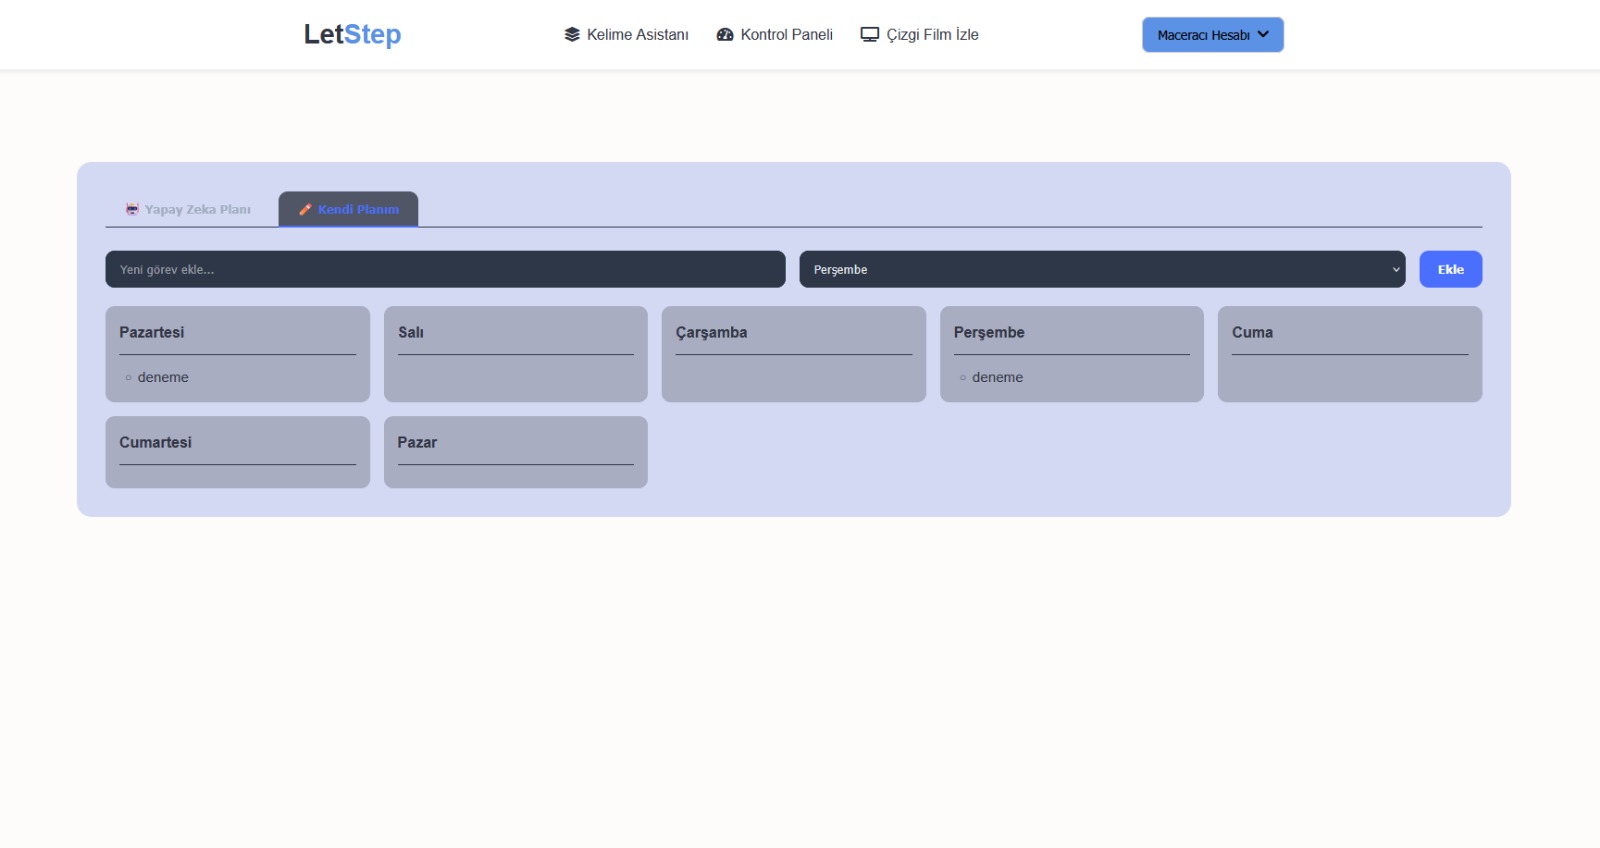 LetStep
Kelime Asistanı
Kontrol Paneli
Çizgi Film İzle
Maceracı Hesabı
Yapay Zeka Planı
Kendi Planım
Yeni görev ekle...
Perşembe
Ekle
Pazartesi
deneme
Salı
Çarşamba
Perşembe
deneme
Cuma
Cumartesi
Pazar